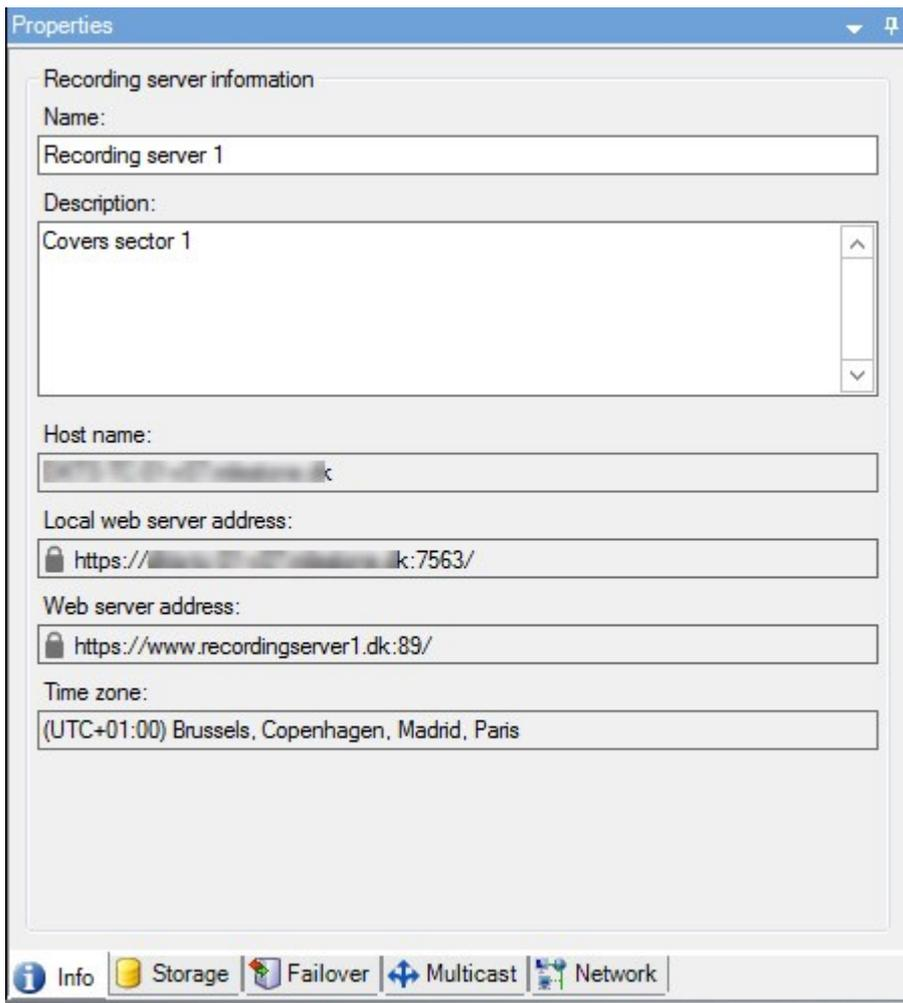 Properties
Recording server information
Name:
Recording server 1
Description:
Covers sector 1
Host name:
k
Local web server address:
https:// k:7563/
Web server address:
https://www.recordingserver1.dk:89/
Time zone:
(UTC+01:00) Brussels, Copenhagen, Madrid, Paris
Info Storage Failover Multicast Network